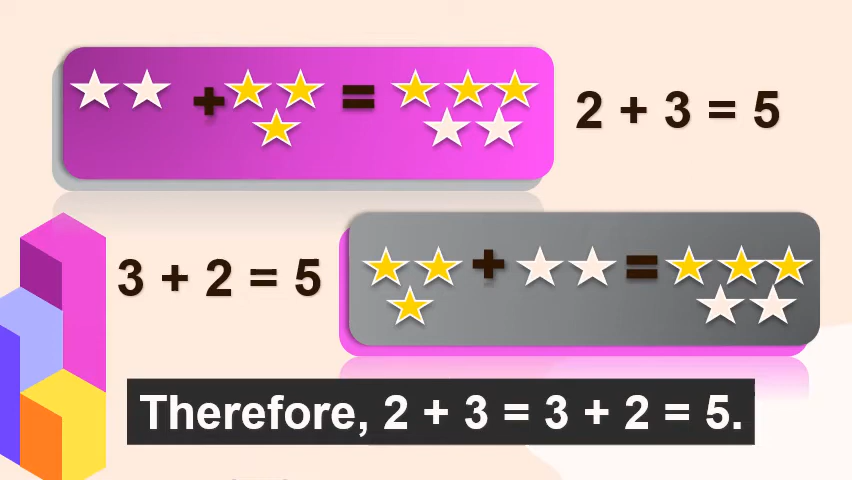 2 + 3 = 5
3 + 2 = 5
Therefore, 2 + 3 = 3 + 2 = 5.